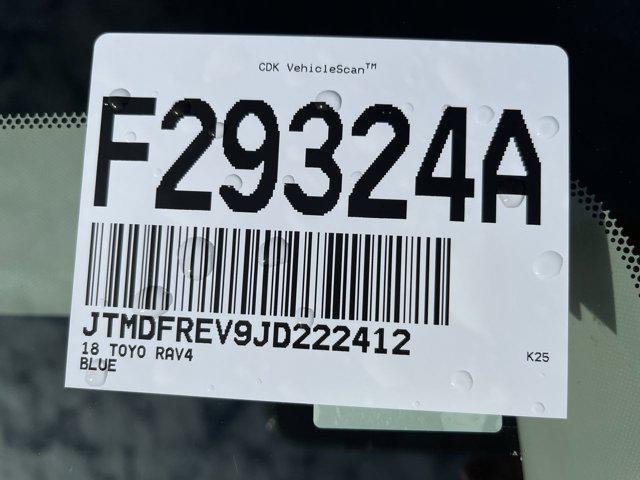 CDK VehicleScan™
F29324A
JTMDFREV9JD222412
18 TOYO RAV4
BLUE
K25